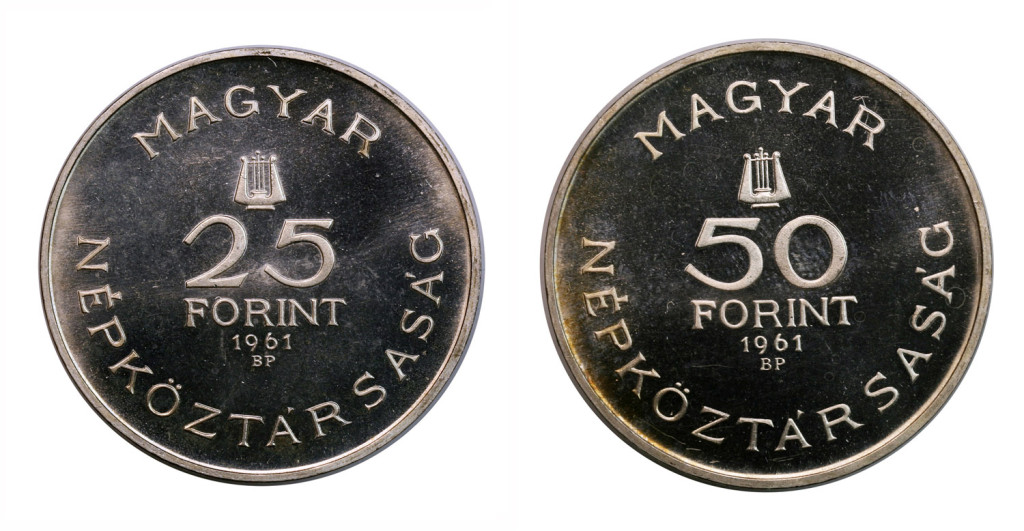 MAGYAR
25
FORINT
1961
BP
NÉPKÖZTÁRSASÁG
MAGYAR
50
FORINT
1961
BP
NÉPKÖZTÁRSASÁG